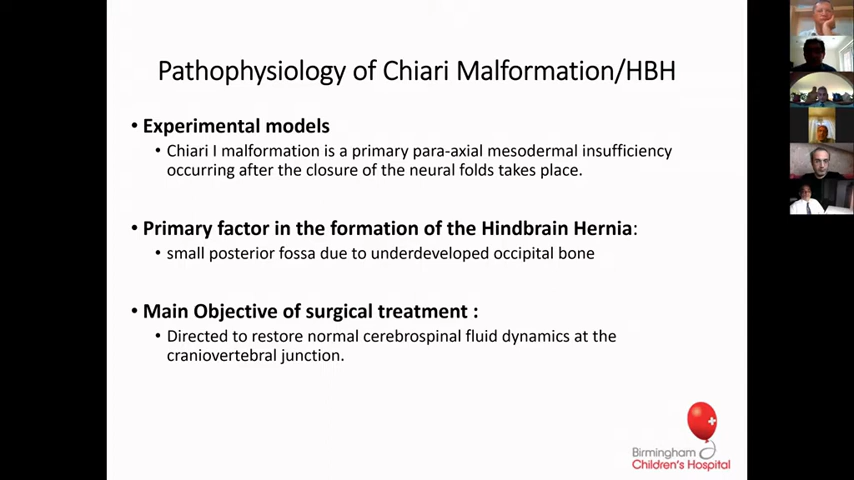 Pathophysiology of Chiari Malformation/HBH
• Experimental models
• Chiari I malformation is a primary para-axial mesodermal insufficiency
occurring after the closure of the neural folds takes place.
• Primary factor in the formation of the Hindbrain Hernia:
• small posterior fossa due to underdeveloped occipital bone
• Main Objective of surgical treatment :
• Directed to restore normal cerebrospinal fluid dynamics at the
craniovertebral junction.
Birmingham
Children's Hospital